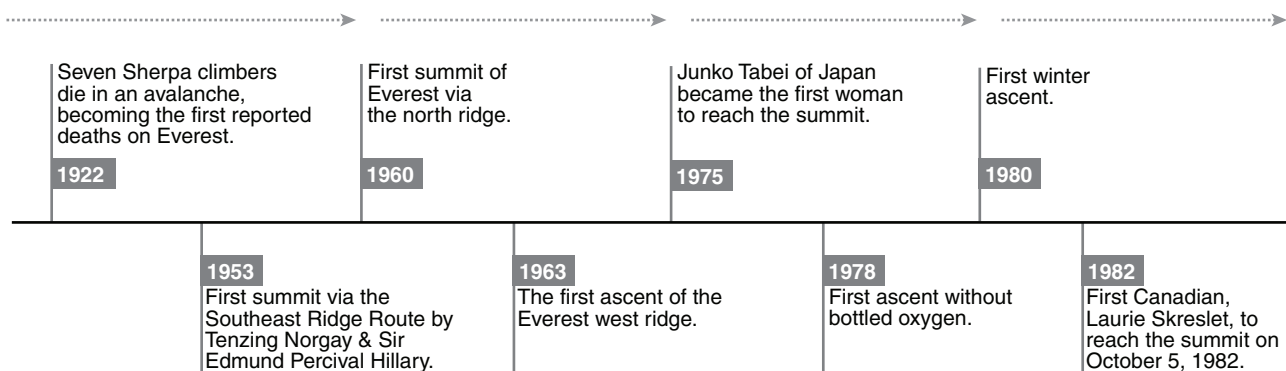 Seven Sherpa climbers
die in an avalanche,
becoming the first reported
deaths on Everest.
1922
1953
First summit via the
Southeast Ridge Route by
Tenzing Norgay & Sir
Edmund Percival Hillary.
First summit of
Everest via
the north ridge.
1960
1963
The first ascent of the
Everest west ridge.
Junko Tabei of Japan
became the first woman
to reach the summit.
1975
1978
First ascent without
bottled oxygen.
First winter
ascent.
1980
1982
First Canadian,
Laurie Skreslet, to
reach the summit on
October 5, 1982.